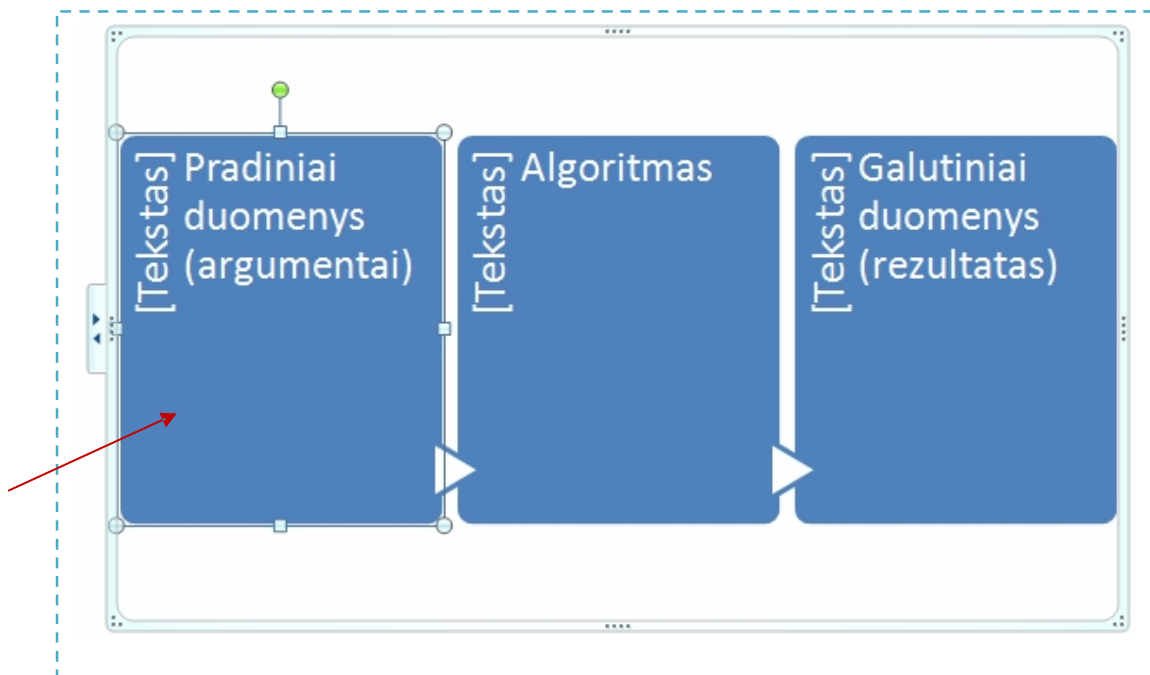 [Tekstas]
Pradiniai
duomenys
(argumentai)
[Tekstas]
Algoritmas
[Tekstas]
Galutiniai
duomenys
(rezultatas)